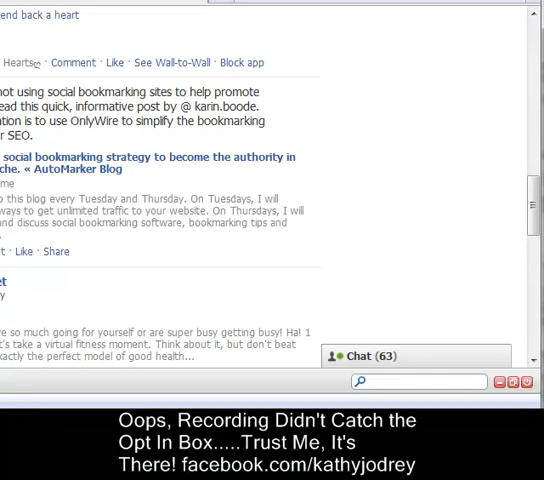 end back a heart
Hearts · Comment · Like · See Wall-to-Wall · Block app
not using social bookmarking sites to help promote
ead this quick, informative post by @ karin.boode.
tion is to use OnlyWire to simplify the bookmarking
r SEO.
social bookmarking strategy to become the authority in
che. « AutoMarker Blog
me
o this blog every Tuesday and Thursday. On Tuesdays, I will
ways to get unlimited traffic to your website. On Thursdays, I will
and discuss social bookmarking software, bookmarking tips and
t · Like · Share
et
y
ve so much going for yourself or are super busy getting busy! Ha! 1
t's take a virtual fitness moment. Think about it, but don't beat
xactly the perfect model of good health...
Chat (63)
Oops, Recording Didn't Catch the
Opt In Box.....Trust Me, It's
There! facebook.com/kathyjodrey